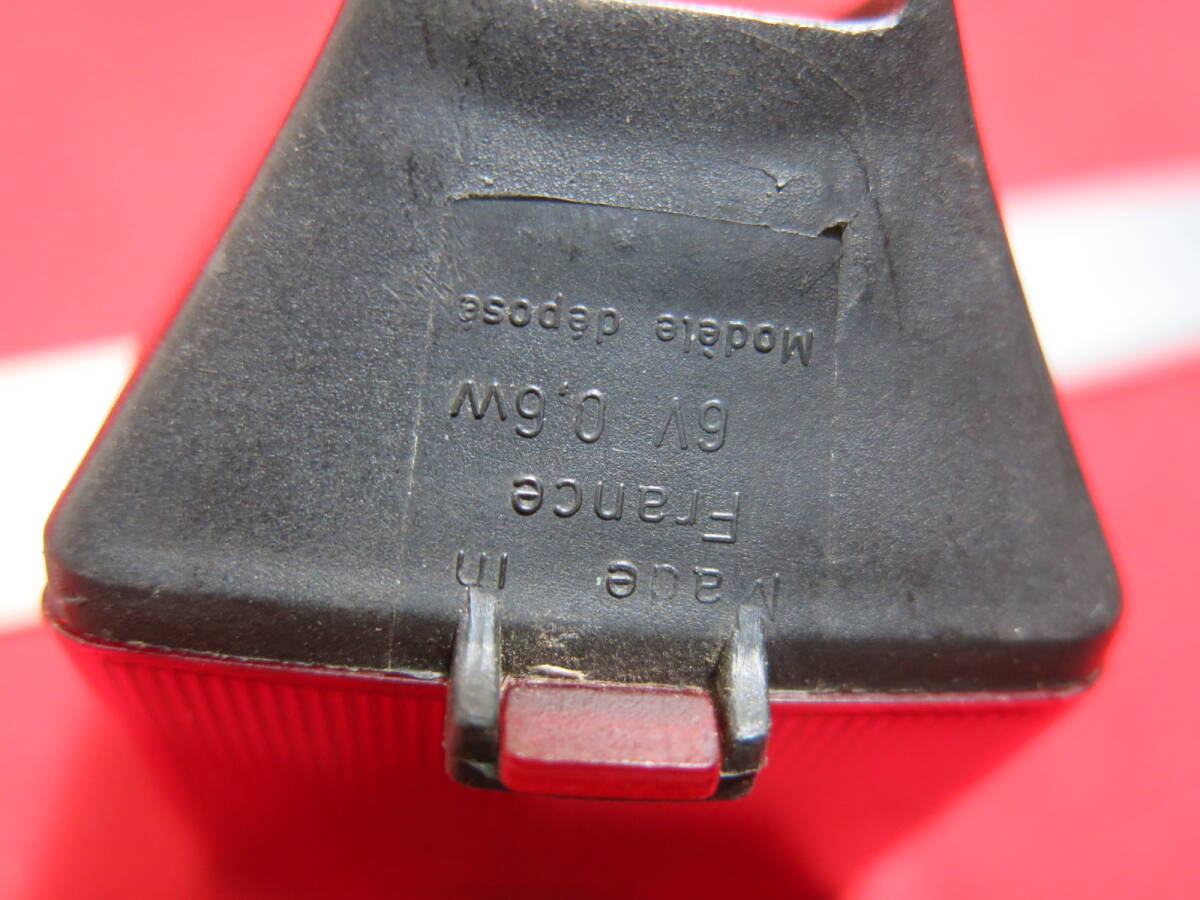 Made in
France
6V 0,6W
Modèle déposé